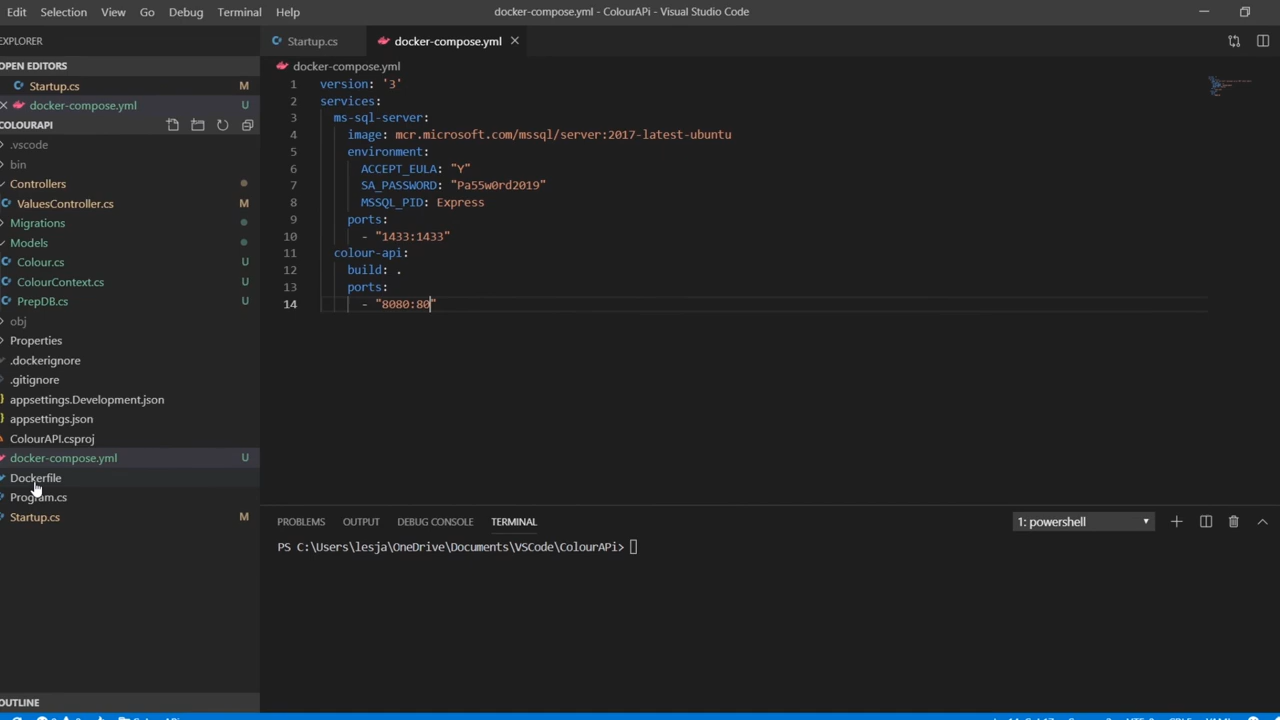 Edit Selection View Go Debug Terminal Help docker-compose.yml - ColourAPi - Visual Studio Code
EXPLORER
Startup.cs docker-compose.yml
OPEN EDITORS
Startup.cs M
docker-compose.yml U
COLOURAPI
.vscode
bin
Controllers
ValuesController.cs M
Migrations
Models
Colour.cs U
ColourContext.cs U
PrepDB.cs U
obj
Properties
.dockerignore
.gitignore
appsettings.Development.json
appsettings.json
ColourAPI.csproj
docker-compose.yml U
Dockerfile
Program.cs
Startup.cs M
OUTLINE
docker-compose.yml
1 version: '3'
2 services:
3 ms-sql-server:
4 image: mcr.microsoft.com/mssql/server:2017-latest-ubuntu
5 environment:
6 ACCEPT_EULA: "Y"
7 SA_PASSWORD: "Pa55w0rd2019"
8 MSSQL_PID: Express
9 ports:
10 - "1433:1433"
11 colour-api:
12 build: .
13 ports:
14 - "8080:80"
PROBLEMS OUTPUT DEBUG CONSOLE TERMINAL 1: powershell
PS C:\Users\lesja\OneDrive\Documents\VSCode\ColourAPi>